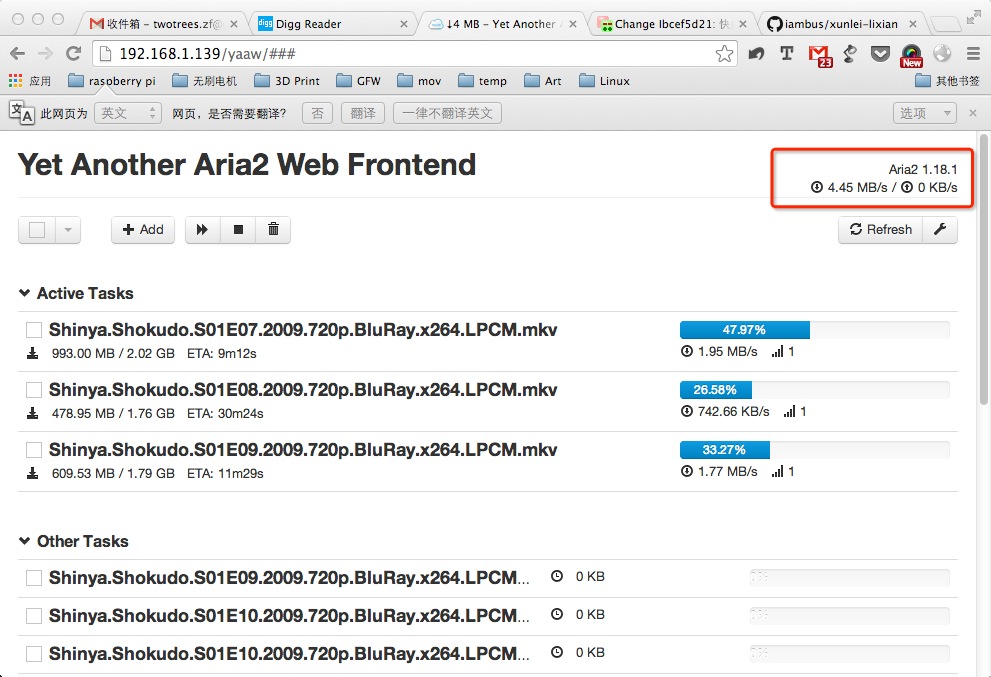 收件箱 – twotrees.zf@
Digg Reader
↓4 MB – Yet Another
Change Ibcef5d21: 快
iambus/xunlei-lixian
192.168.1.139/yaaw/###
23
New
应用
raspberry pi
无刷电机
3D Print
GFW
mov
temp
Art
Linux
其他书签
文A
此网页为
英文
网页，是否需要翻译?
否
翻译
一律不翻译英文
选项
Yet Another Aria2 Web Frontend
Aria2 1.18.1
4.45 MB/s / 0 KB/s
Add
Refresh
Active Tasks
Shinya.Shokudo.S01E07.2009.720p.BluRay.x264.LPCM.mkv
47.97%
993.00 MB / 2.02 GB ETA: 9m12s
1.95 MB/s 1
Shinya.Shokudo.S01E08.2009.720p.BluRay.x264.LPCM.mkv
26.58%
478.95 MB / 1.76 GB ETA: 30m24s
742.66 KB/s 1
Shinya.Shokudo.S01E09.2009.720p.BluRay.x264.LPCM.mkv
33.27%
609.53 MB / 1.79 GB ETA: 11m29s
1.77 MB/s 1
Other Tasks
Shinya.Shokudo.S01E09.2009.720p.BluRay.x264.LPCM... 0 KB
Shinya.Shokudo.S01E10.2009.720p.BluRay.x264.LPCM... 0 KB
Shinya.Shokudo.S01E10.2009.720p.BluRay.x264.LPCM... 0 KB